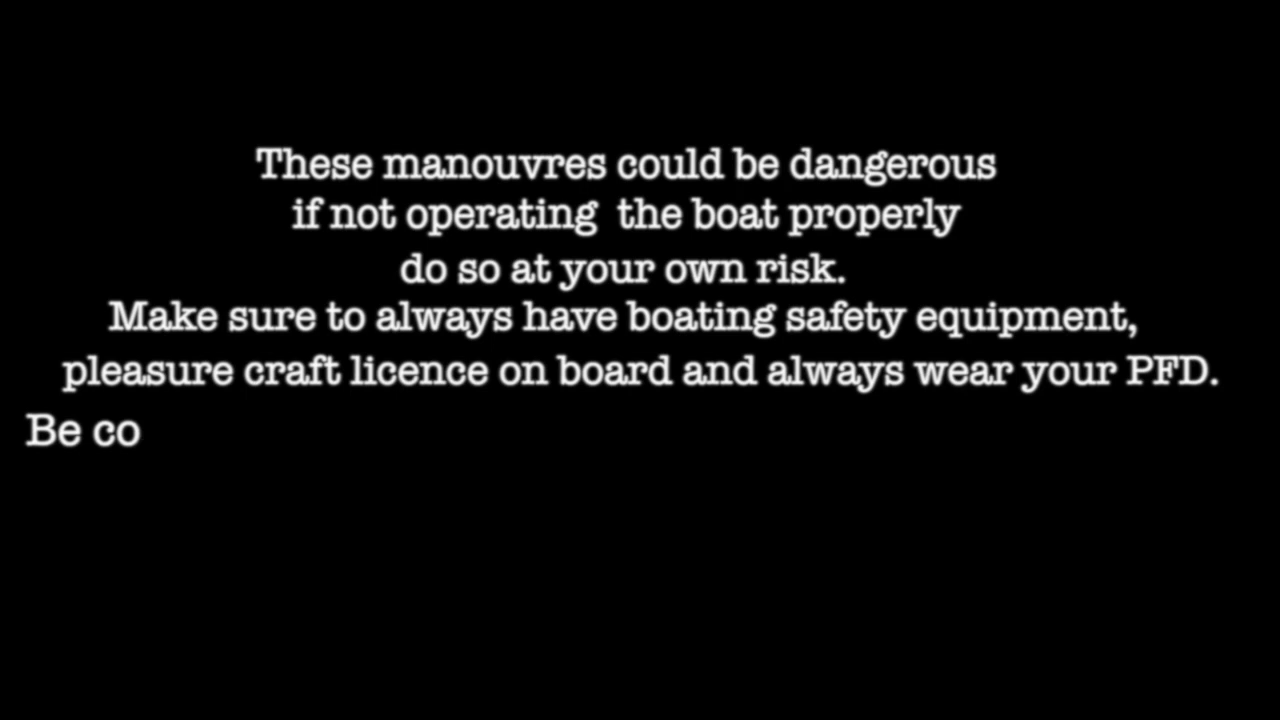 These manouvres could be dangerous
if not operating  the boat properly
do so at your own risk.
Make sure to always have boating safety equipment,
pleasure craft licence on board and always wear your PFD.
Be co